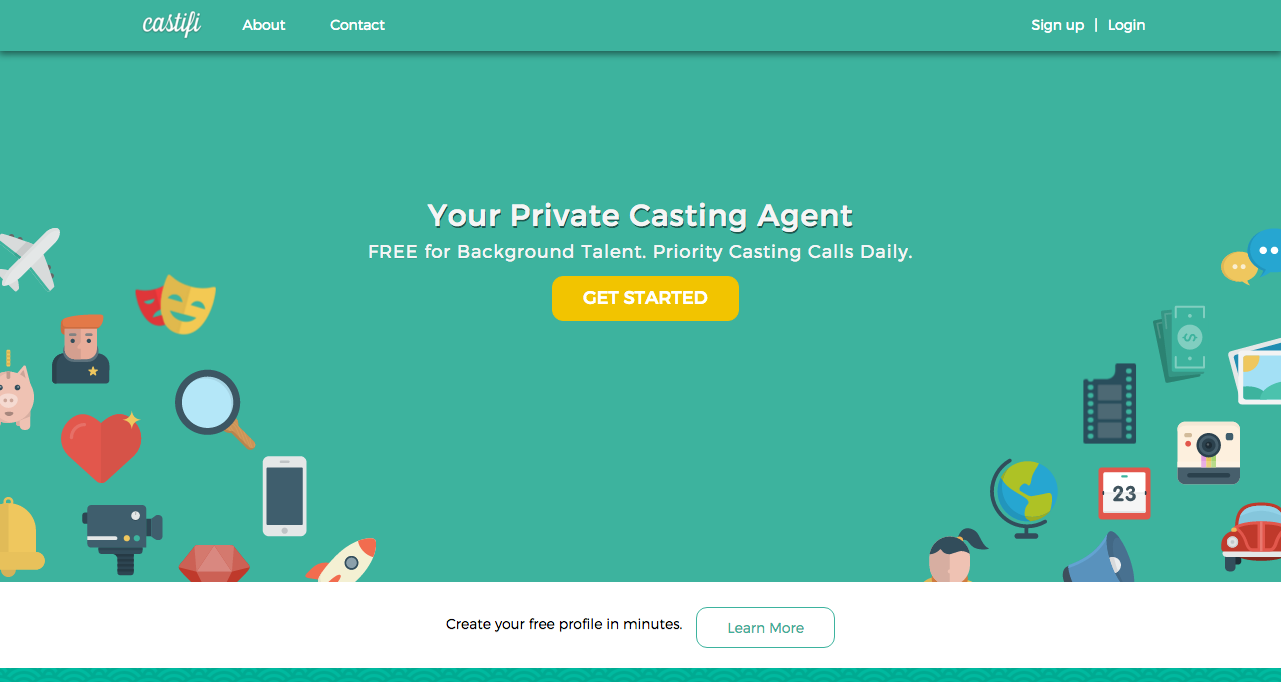 castifi About Contact Sign up | Login
Your Private Casting Agent
FREE for Background Talent. Priority Casting Calls Daily.
GET STARTED
23
Create your free profile in minutes. Learn More